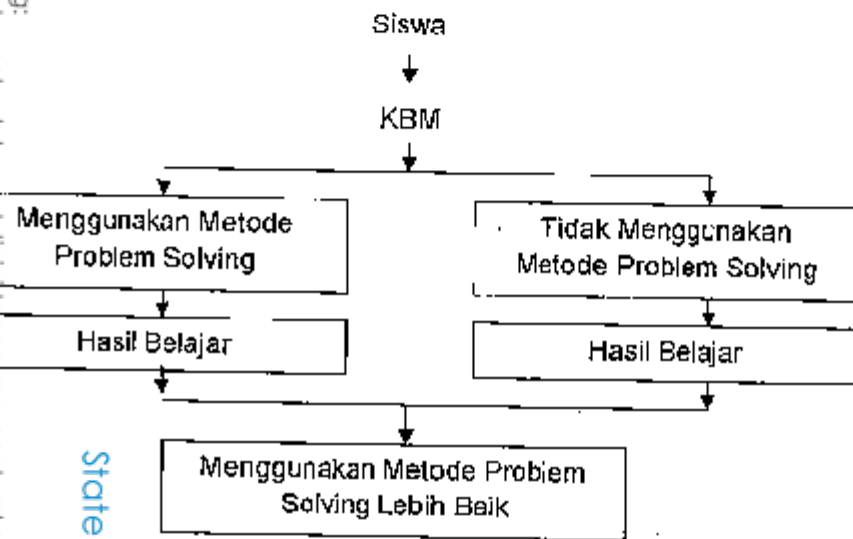 Siswa
KBM
Menggunakan Metode
Problem Solving
Tidak Menggunakan
Metode Problem Solving
Hasil Belajar
Hasil Belajar
Menggunakan Metode Problem
Solving Lebih Baik
State